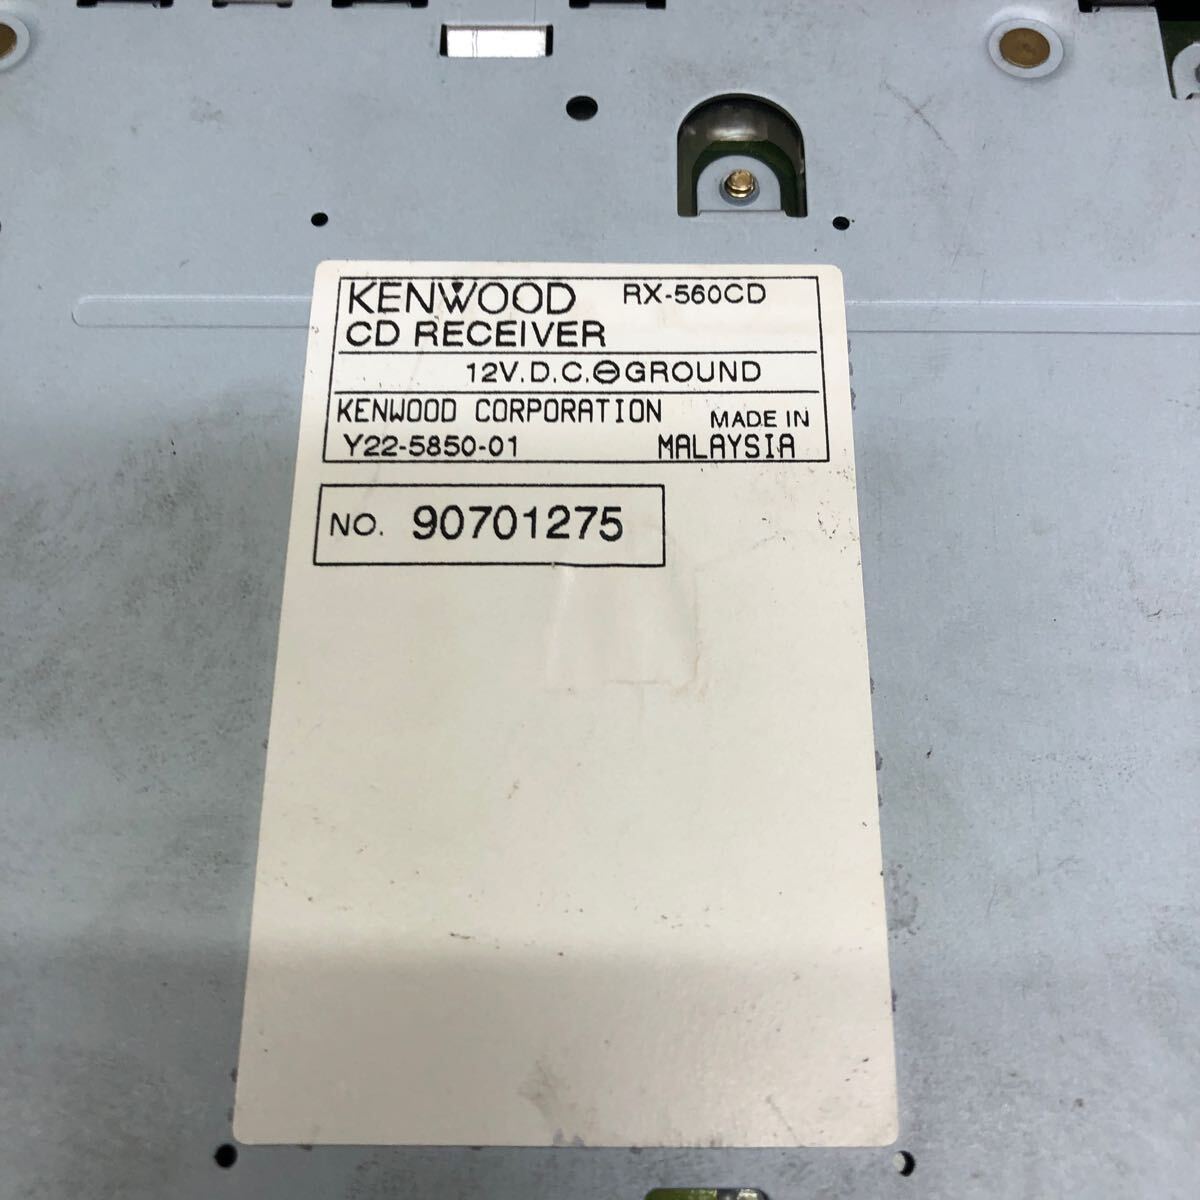 KENWOOD RX-560CD
CD RECEIVER
12V.D.C.⊖GROUND
KENWOOD CORPORATION MADE IN
Y22-5850-01 MALAYSIA
NO. 90701275